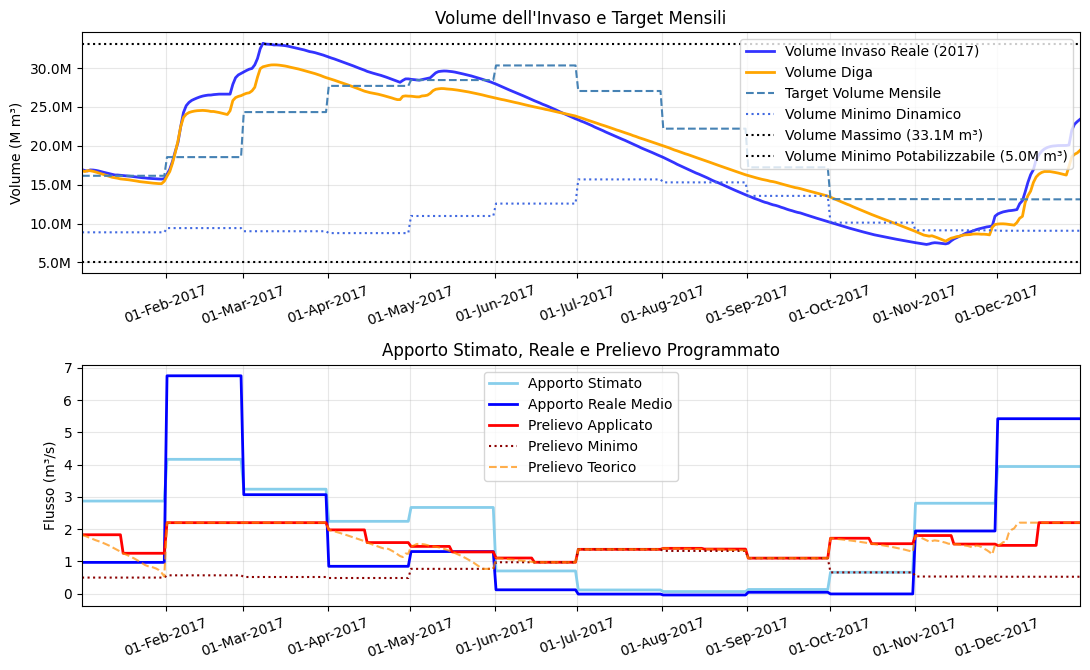 Volume dell'Invaso e Target Mensili
Volume (M m³)
30.0M
25.0M
20.0M
15.0M
10.0M
5.0M
Volume Invaso Reale (2017)
Volume Diga
Target Volume Mensile
Volume Minimo Dinamico
Volume Massimo (33.1M m³)
Volume Minimo Potabilizzabile (5.0M m³)
01-Feb-2017
01-Mar-2017
01-Apr-2017
01-May-2017
01-Jun-2017
01-Jul-2017
01-Aug-2017
01-Sep-2017
01-Oct-2017
01-Nov-2017
01-Dec-2017
Apporto Stimato, Reale e Prelievo Programmato
Flusso (m³/s)
7
6
5
4
3
2
1
0
Apporto Stimato
Apporto Reale Medio
Prelievo Applicato
Prelievo Minimo
Prelievo Teorico
01-Feb-2017
01-Mar-2017
01-Apr-2017
01-May-2017
01-Jun-2017
01-Jul-2017
01-Aug-2017
01-Sep-2017
01-Oct-2017
01-Nov-2017
01-Dec-2017